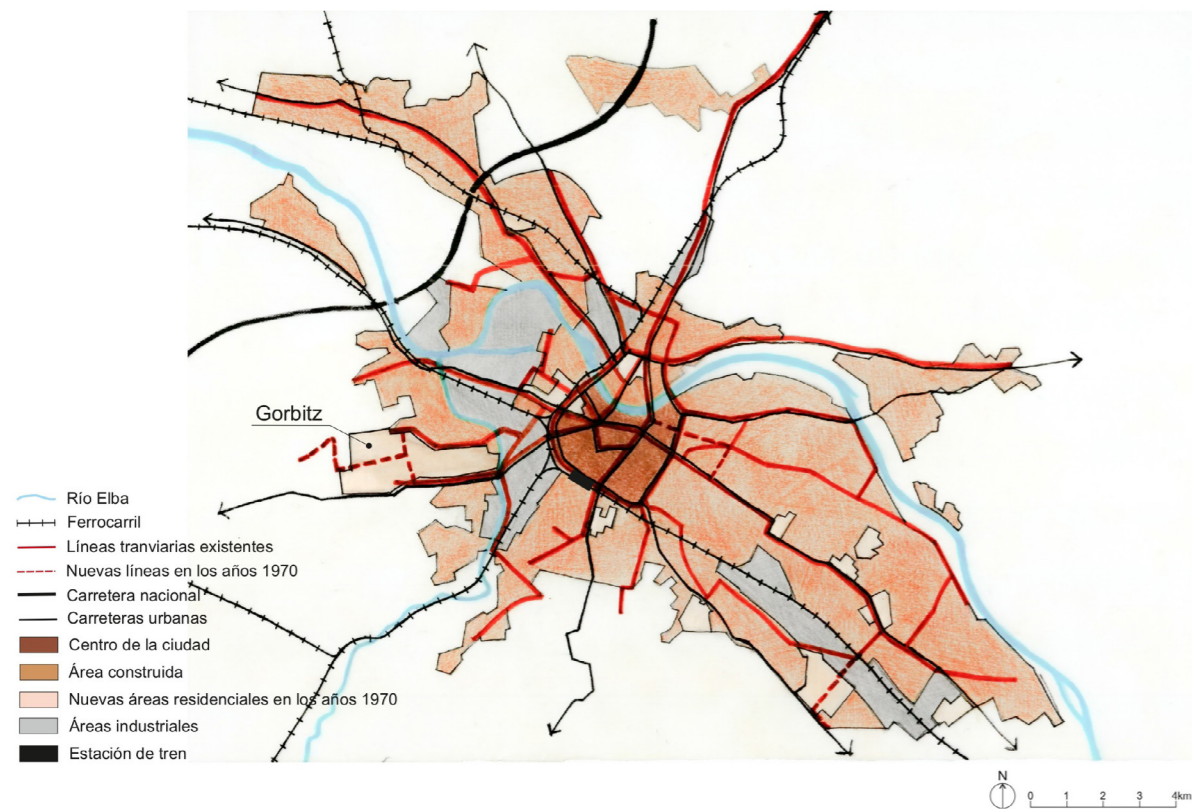 Gorbitz
Río Elba
Ferrocarril
Líneas tranviarias existentes
Nuevas líneas en los años 1970
Carretera nacional
Carreteras urbanas
Centro de la ciudad
Área construida
Nuevas áreas residenciales en los años 1970
Áreas industriales
Estación de tren
N
0 1 2 3 4km